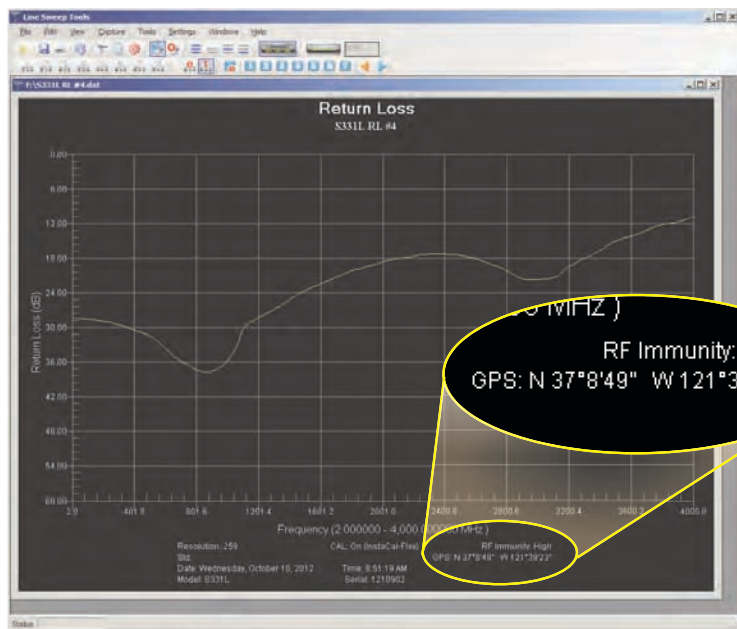 Line Sweep Tools
File Edit View Capture Tools Settings Windows Help
F:\S331L RL #4.dat
Return Loss
S331L RL #4
0.00
6.00
12.00
18.00
24.00
30.00
36.00
42.00
48.00
54.00
60.00
Return Loss (dB)
2.0 401.8 801.6 1201.4 1601.2 2001.0 2400.8 2800.6 3200.4 3600.2 4000.0
Frequency (2.000000 - 4,000.000000 MHz)
Resolution: 259 CAL: On (InstaCal-Flex) RF Immunity: High
Std: GPS: N 37°8'49" W 121°39'23"
Date: Wednesday, October 10, 2012 Time: 8:51:19 AM
Model: S331L Serial: 1210902
MHz )
RF Immunity:
GPS: N 37°8'49" W 121°3
Status